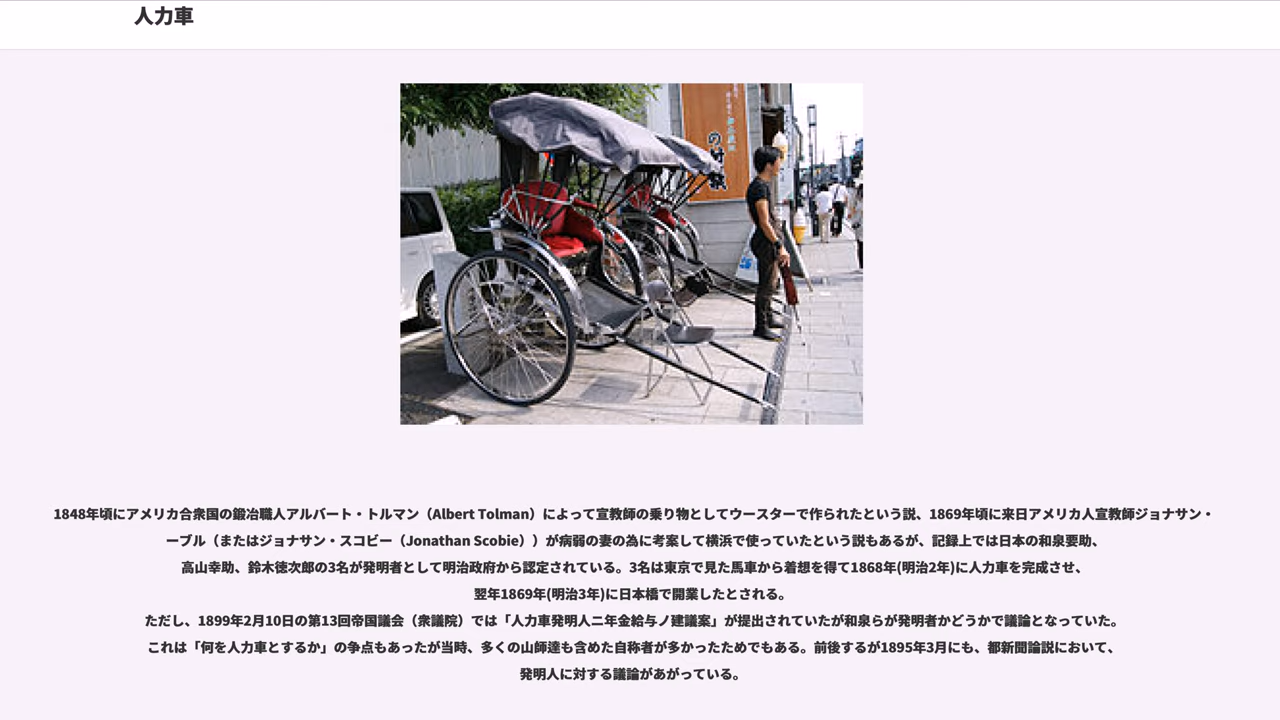 人力車
1848年頃にアメリカ合衆国の鍛冶職人アルバート・トルマン（Albert Tolman）によって宣教師の乗り物としてウースターで作られたという説、1869年頃に来日アメリカ人宣教師ジョナサン・
ーブル（またはジョナサン・スコビー（Jonathan Scobie））が病弱の妻の為に考案して横浜で使っていたという説もあるが、記録上では日本の和泉要助、
高山幸助、鈴木徳次郎の3名が発明者として明治政府から認定されている。3名は東京で見た馬車から着想を得て1868年(明治2年)に人力車を完成させ、
翌年1869年(明治3年)に日本橋で開業したとされる。
ただし、1899年2月10日の第13回帝国議会（衆議院）では「人力車発明人ニ年金給与ノ建議案」が提出されていたが和泉らが発明者かどうかで議論となっていた。
これは「何を人力車とするか」の争点もあったが当時、多くの山師達も含めた自称者が多かったためでもある。前後するが1895年3月にも、都新聞論説において、
発明人に対する議論があがっている。